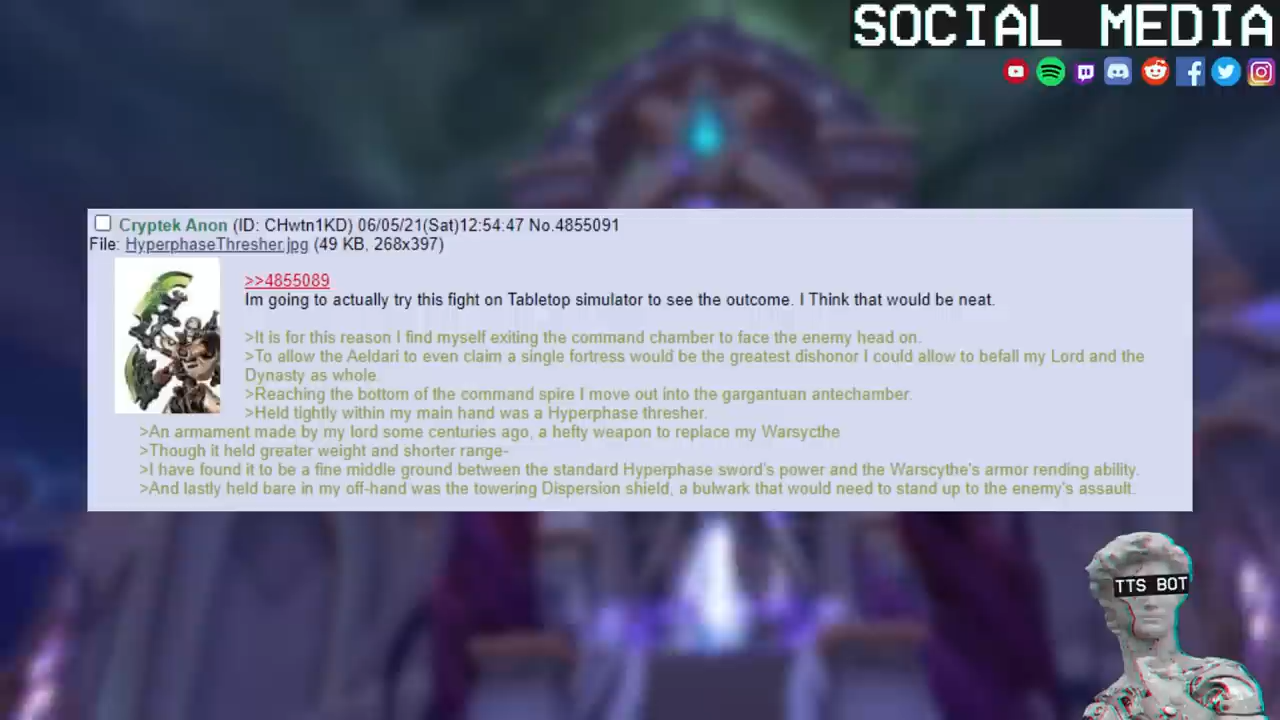 SOCIAL MEDIA
Cryptek Anon (ID: CHwtn1KD) 06/05/21(Sat)12:54:47 No.4855091
File: HyperphaseThresher.jpg (49 KB, 268x397)
>>4855089
Im going to actually try this fight on Tabletop simulator to see the outcome. I Think that would be neat.
>It is for this reason I find myself exiting the command chamber to face the enemy head on.
>To allow the Aeldari to even claim a single fortress would be the greatest dishonor I could allow to befall my Lord and the
Dynasty as whole.
>Reaching the bottom of the command spire I move out into the gargantuan antechamber.
>Held tightly within my main hand was a Hyperphase thresher.
>An armament made by my lord some centuries ago, a hefty weapon to replace my Warsycthe
>Though it held greater weight and shorter range-
>I have found it to be a fine middle ground between the standard Hyperphase sword's power and the Warscythe's armor rending ability.
>And lastly held bare in my off-hand was the towering Dispersion shield, a bulwark that would need to stand up to the enemy's assault.
TTS BOT